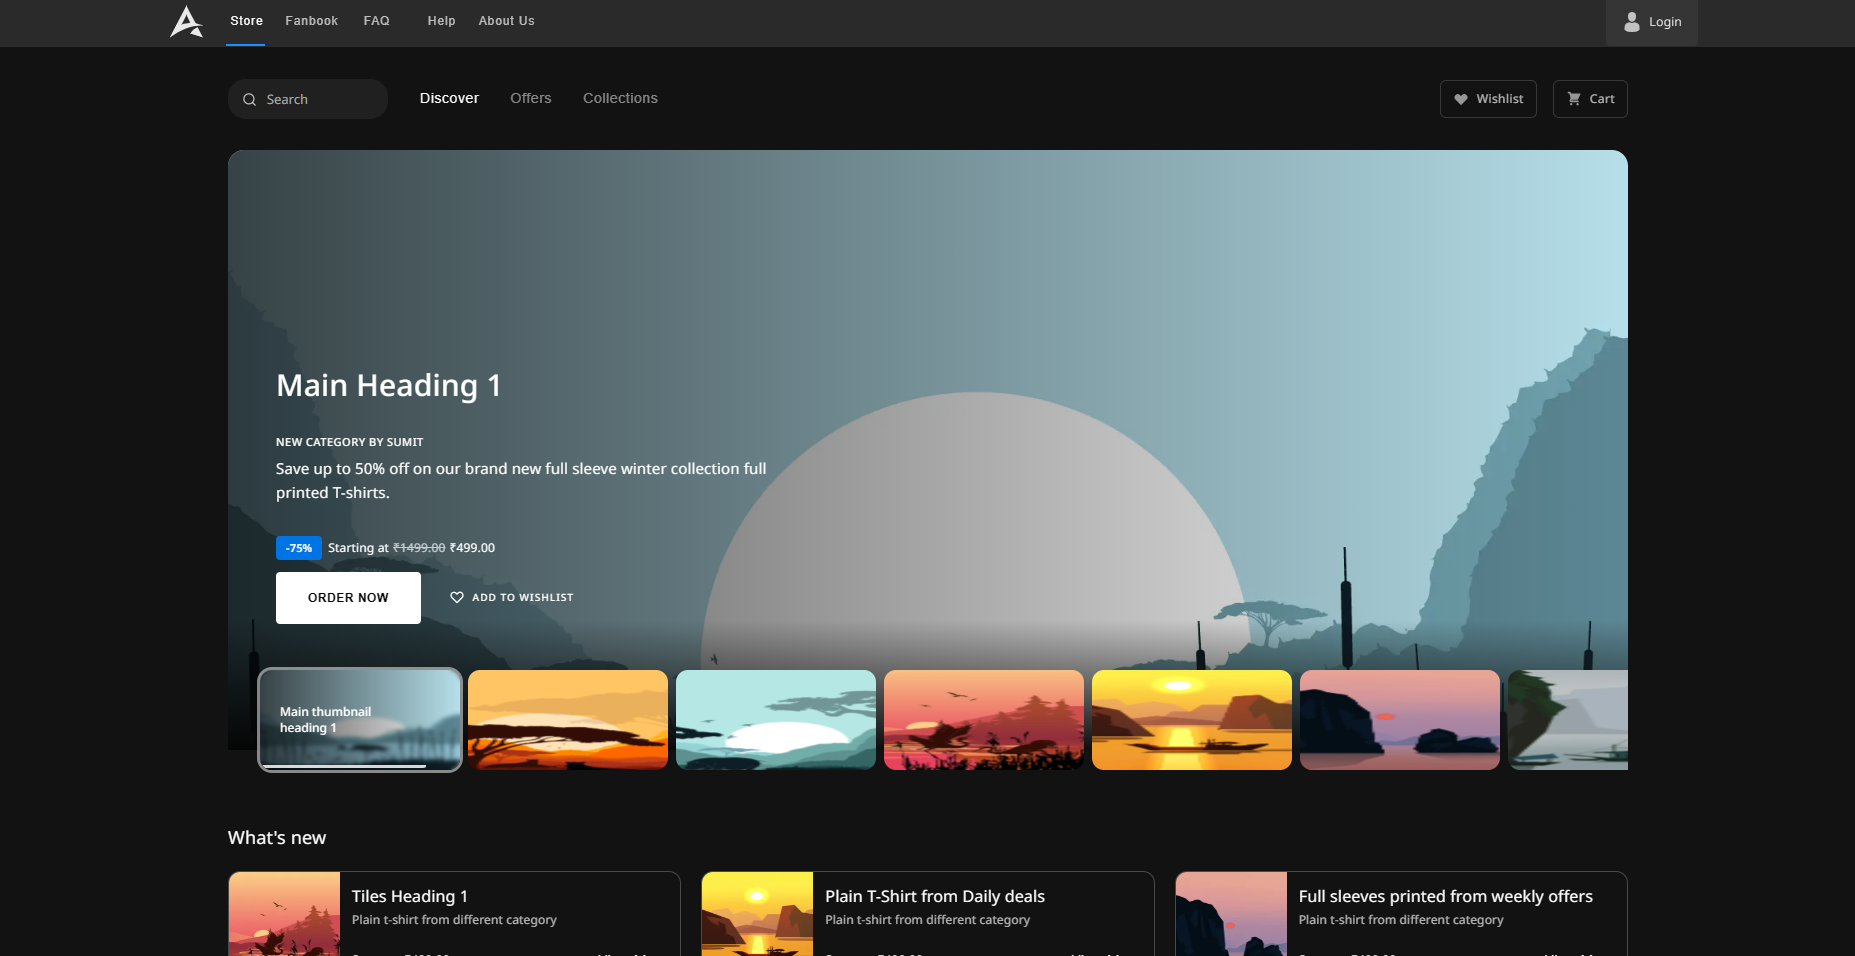 Store Fanbook FAQ Help About Us Login
Search Discover Offers Collections Wishlist Cart
Main Heading 1
NEW CATEGORY BY SUMIT
Save up to 50% off on our brand new full sleeve winter collection full
printed T-shirts.
-75% Starting at ₹1499.00 ₹499.00
ORDER NOW ADD TO WISHLIST
Main thumbnail
heading 1
What's new
Tiles Heading 1
Plain t-shirt from different category
Plain T-Shirt from Daily deals
Plain t-shirt from different category
Full sleeves printed from weekly offers
Plain t-shirt from different category